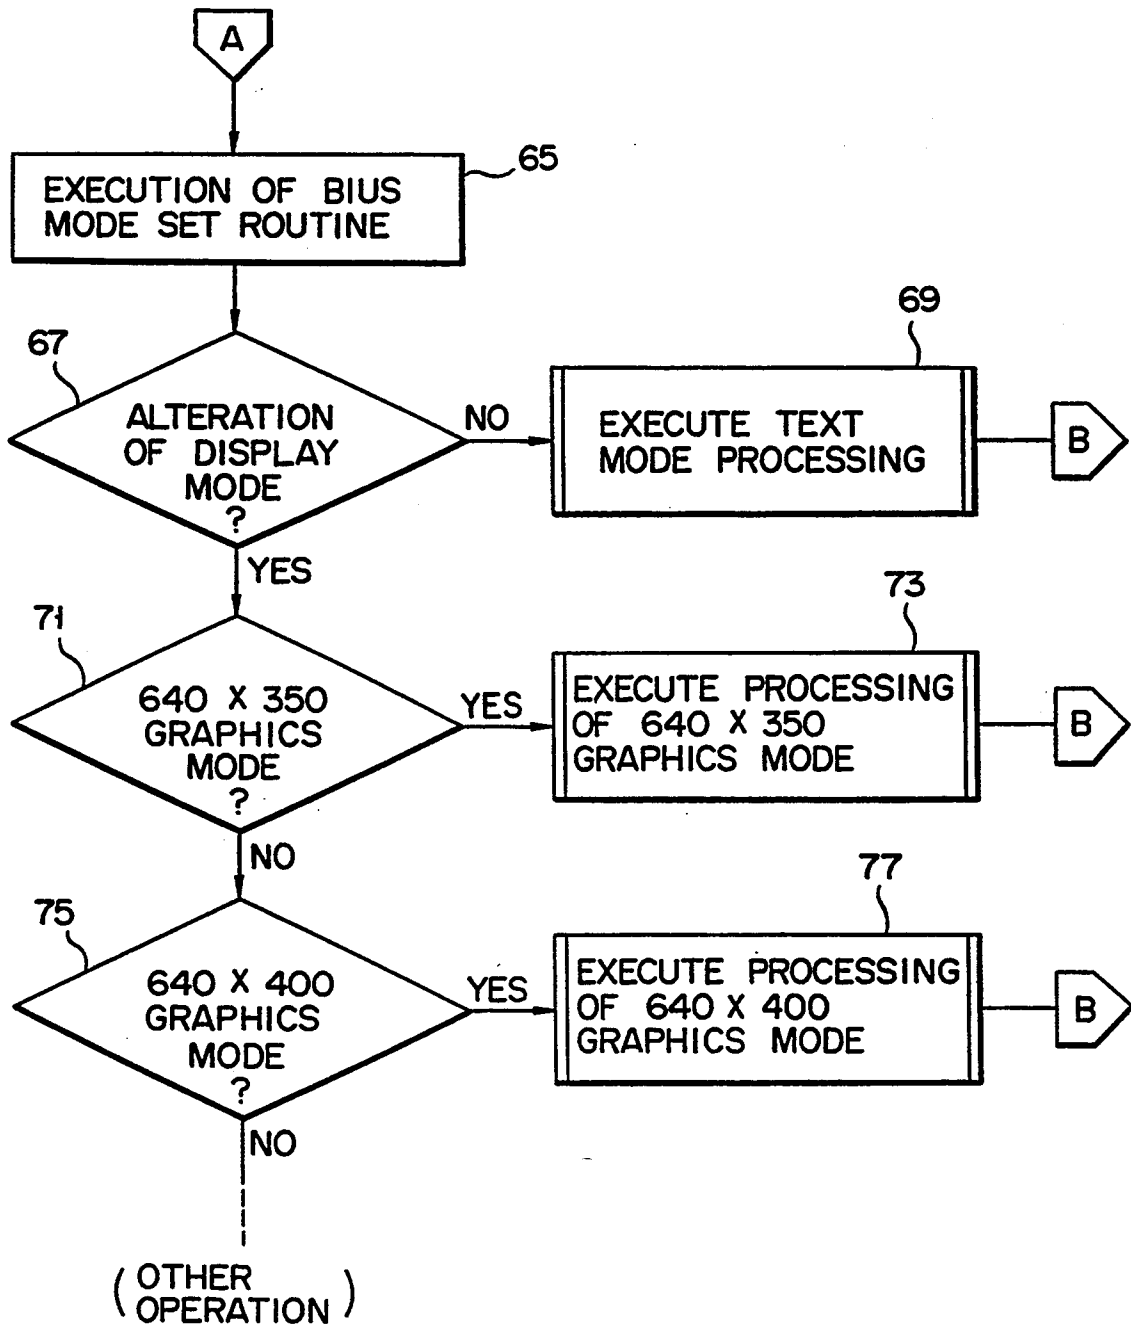 A
65
EXECUTION OF BIUS
MODE SET ROUTINE
67
ALTERATION
OF DISPLAY
MODE
?
NO
69
EXECUTE TEXT
MODE PROCESSING
B
YES
71
640 X 350
GRAPHICS
MODE
?
YES
73
EXECUTE PROCESSING
OF 640 X 350
GRAPHICS MODE
B
NO
75
640 X 400
GRAPHICS
MODE
?
YES
77
EXECUTE PROCESSING
OF 640 X 400
GRAPHICS MODE
B
NO
(OTHER
OPERATION)